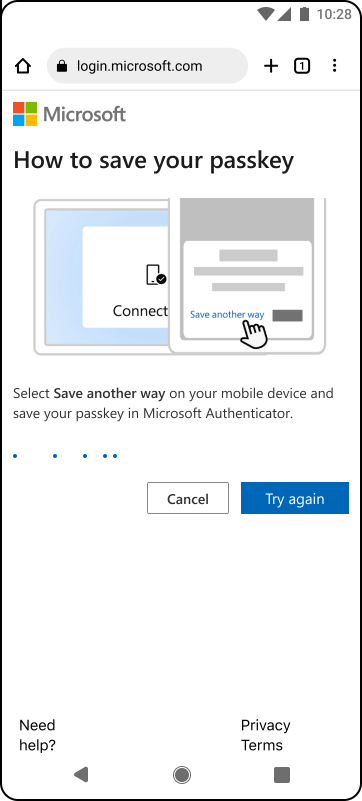 10:28
login.microsoft.com
1
Microsoft
How to save your passkey
Connect
Save another way
Select Save another way on your mobile device and
save your passkey in Microsoft Authenticator.
Cancel
Try again
Need
help?
Privacy
Terms